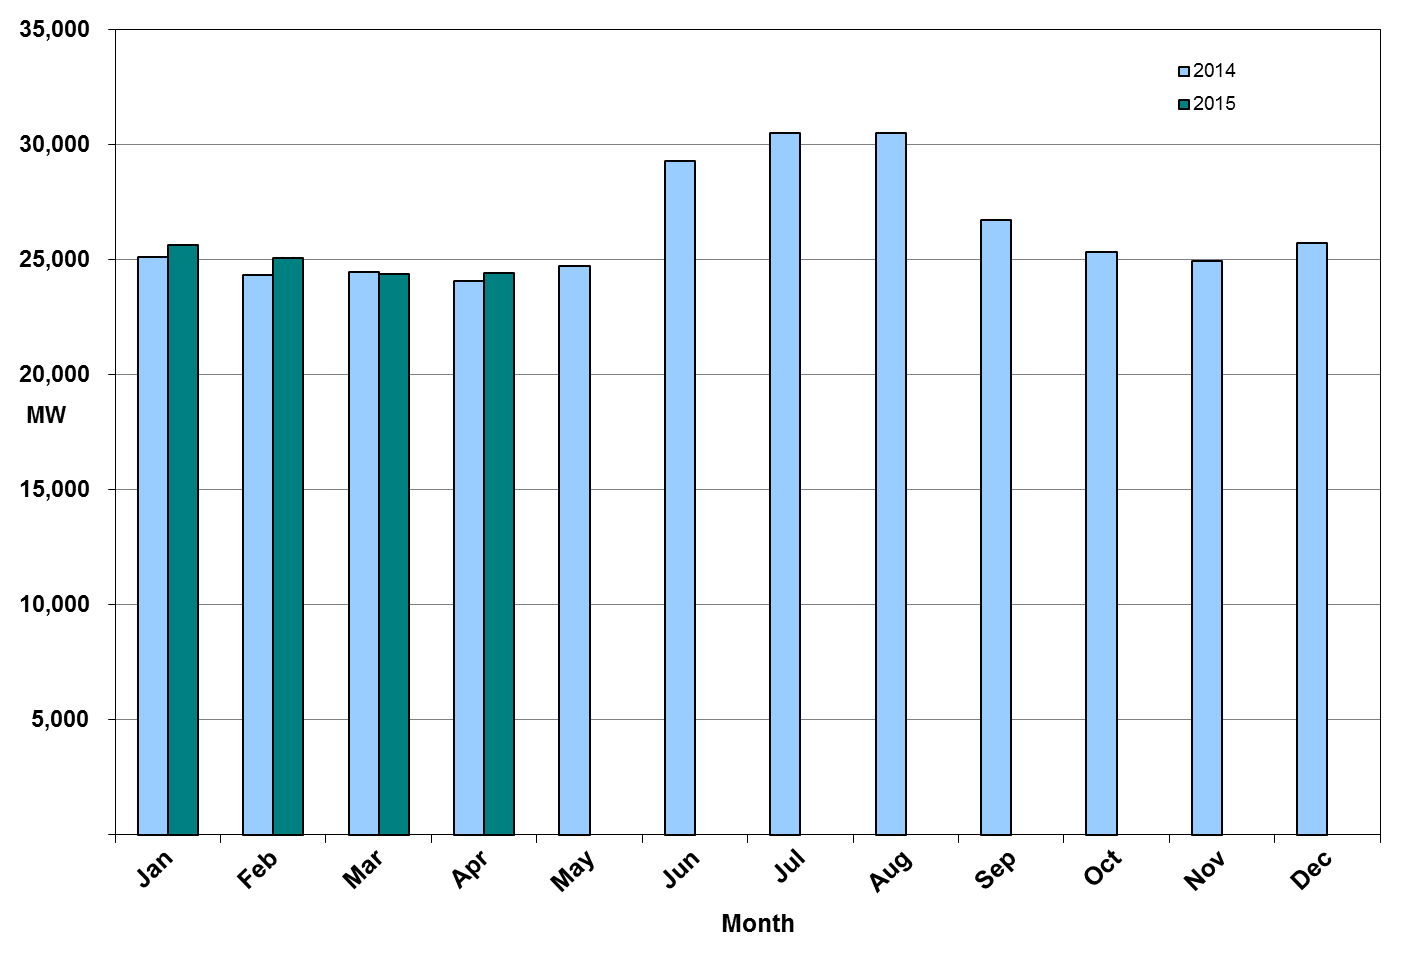 35,000
30,000
25,000
20,000
MW
15,000
10,000
5,000
2014
2015
Jan
Feb
Mar
Apr
May
Jun
Jul
Aug
Sep
Oct
Nov
Dec
Month